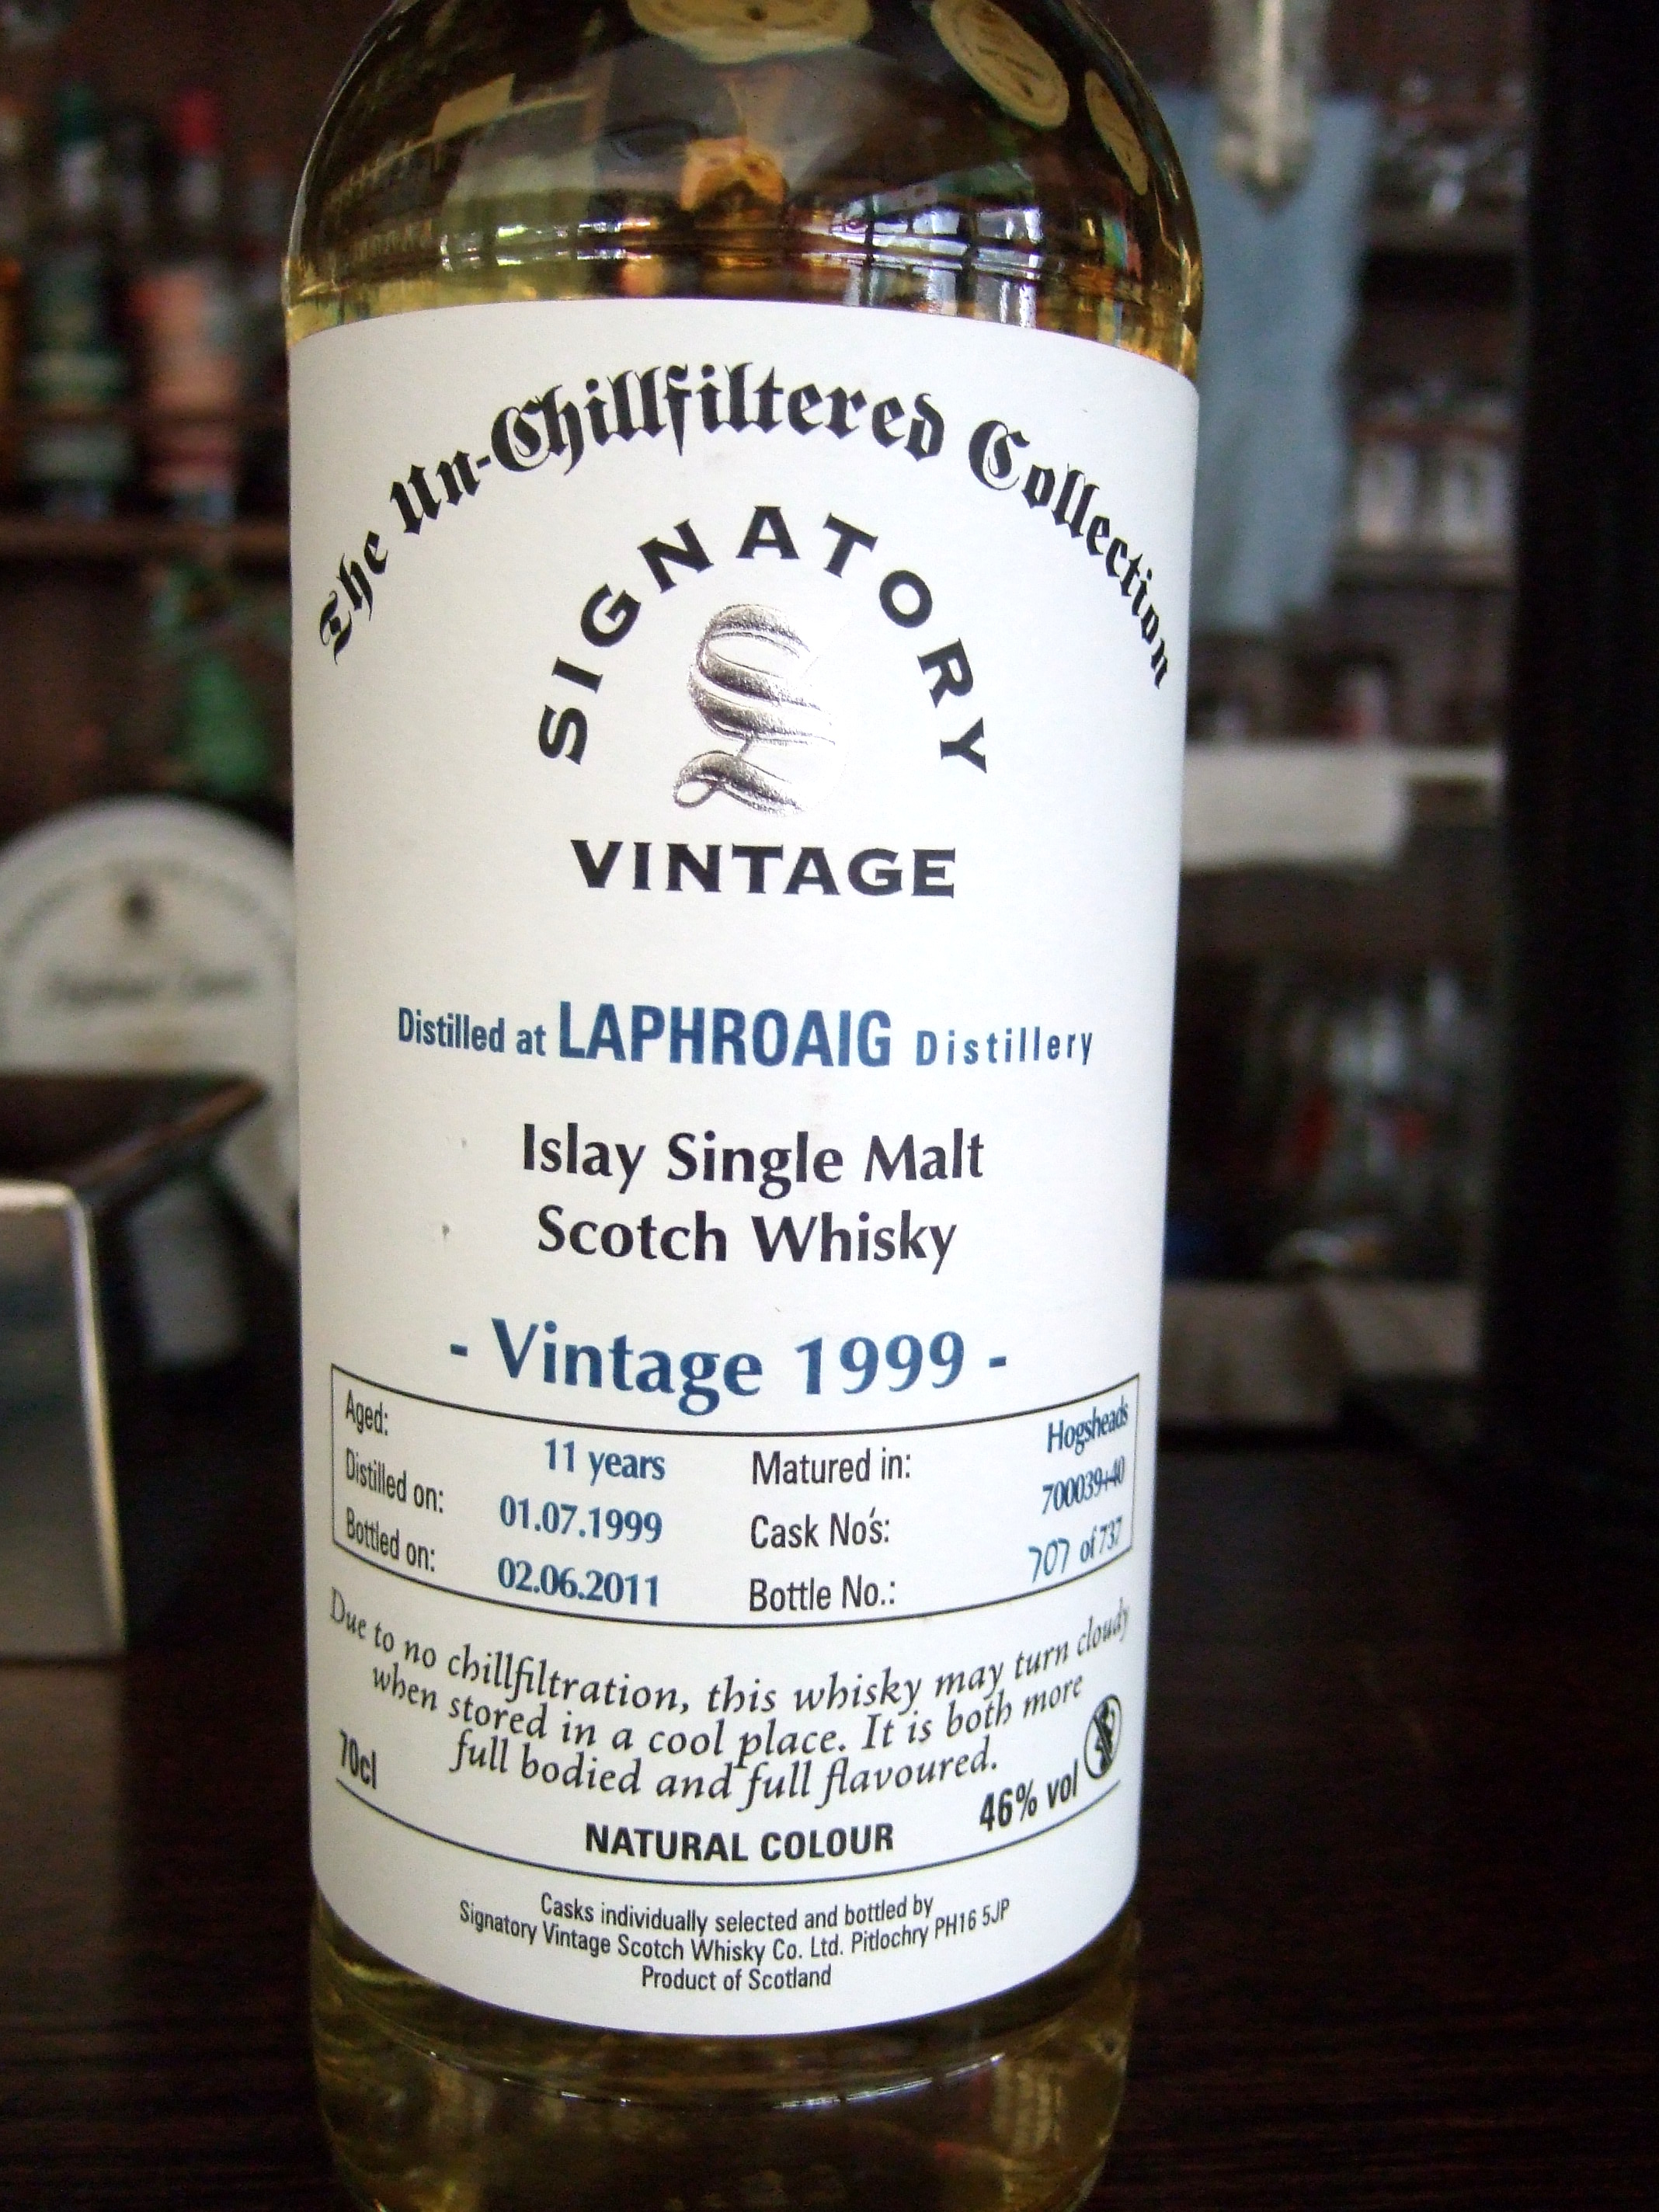 The Un-Chillfiltered Collection
SIGNATORY
VINTAGE
Distilled at LAPHROAIG Distillery
Islay Single Malt
Scotch Whisky
- Vintage 1999 -
Aged: 11 years Matured in: Hogsheads
Distilled on: 01.07.1999 Cask No's: 700039+40
Bottled on: 02.06.2011 Bottle No.: 707 of 737
Due to no chillfiltration, this whisky may turn cloudy
when stored in a cool place. It is both more
full bodied and full flavoured.
70cl 46% vol
NATURAL COLOUR
Casks individually selected and bottled by
Signatory Vintage Scotch Whisky Co. Ltd. Pitlochry PH16 5JP
Product of Scotland